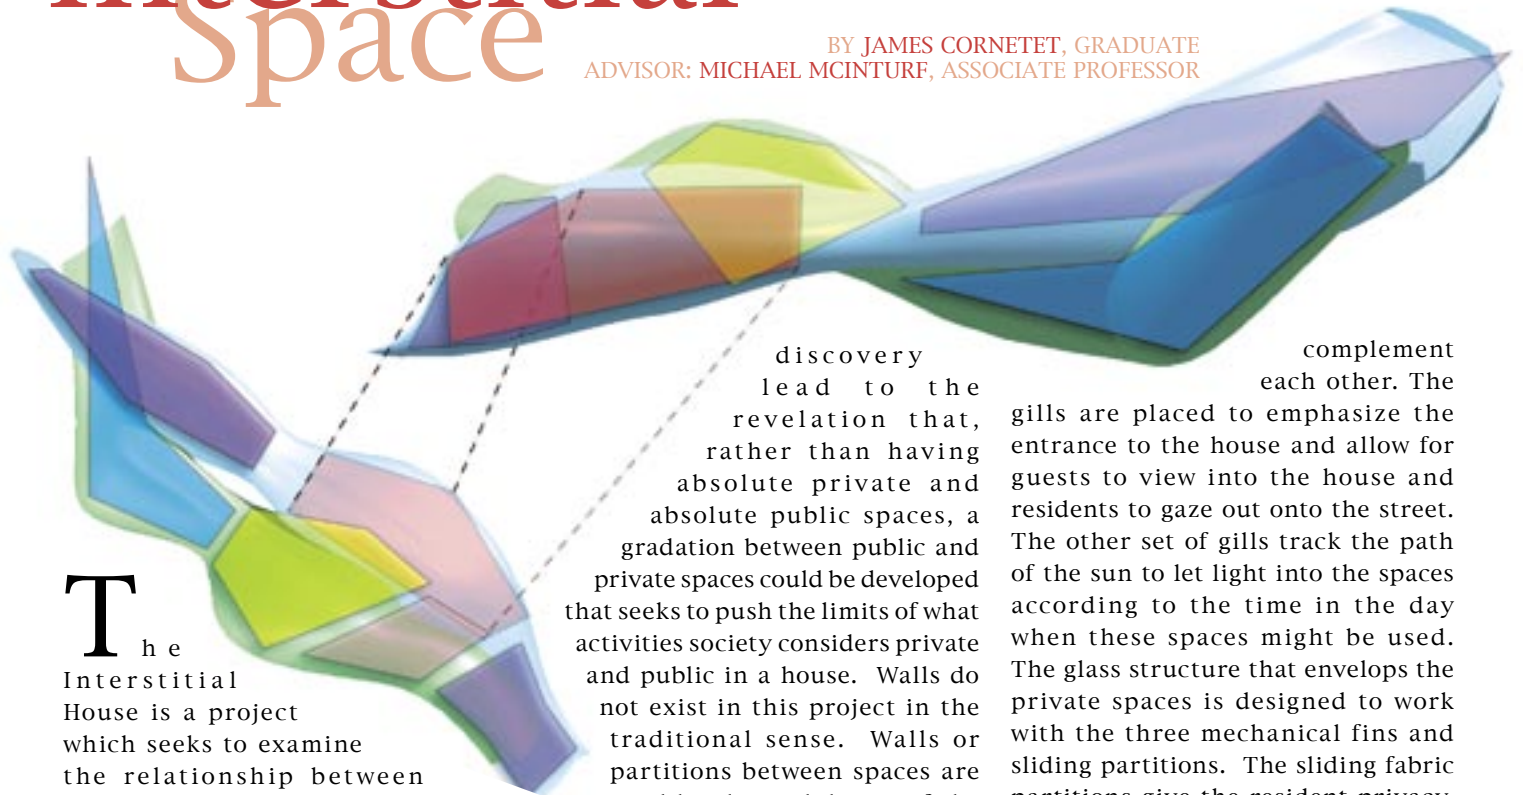 Interstitial
Space
BY JAMES CORNETET, GRADUATE
ADVISOR: MICHAEL MCINTURF, ASSOCIATE PROFESSOR
The
Interstitial
House is a project
which seeks to examine
the relationship between
discovery
lead to the
revelation that,
rather than having
absolute private and
absolute public spaces, a
gradation between public and
private spaces could be developed
that seeks to push the limits of what
activities society considers private
and public in a house. Walls do
not exist in this project in the
traditional sense. Walls or
partitions between spaces are
complement
each other. The
gills are placed to emphasize the
entrance to the house and allow for
guests to view into the house and
residents to gaze out onto the street.
The other set of gills track the path
of the sun to let light into the spaces
according to the time in the day
when these spaces might be used.
The glass structure that envelops the
private spaces is designed to work
with the three mechanical fins and
sliding partitions. The sliding fabric
partitions give the resident privacy